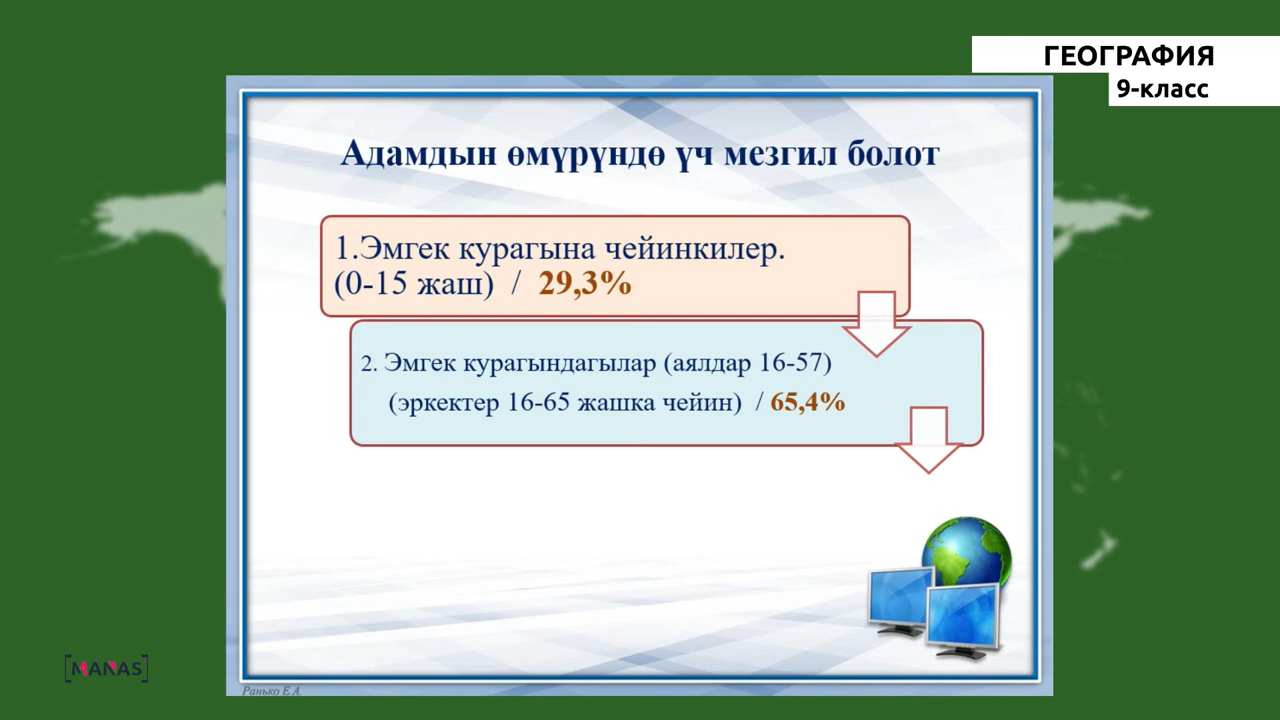 ГЕОГРАФИЯ
9-класс
Адамдын өмүрүндө үч мезгил болот
1.Эмгек курагына чейинкилер.
(0-15 жаш) / 29,3%
2. Эмгек курагындагылар (аялдар 16-57)
(эркектер 16-65 жашка чейин) / 65,4%
[MANAS]
Ранько Е.А.